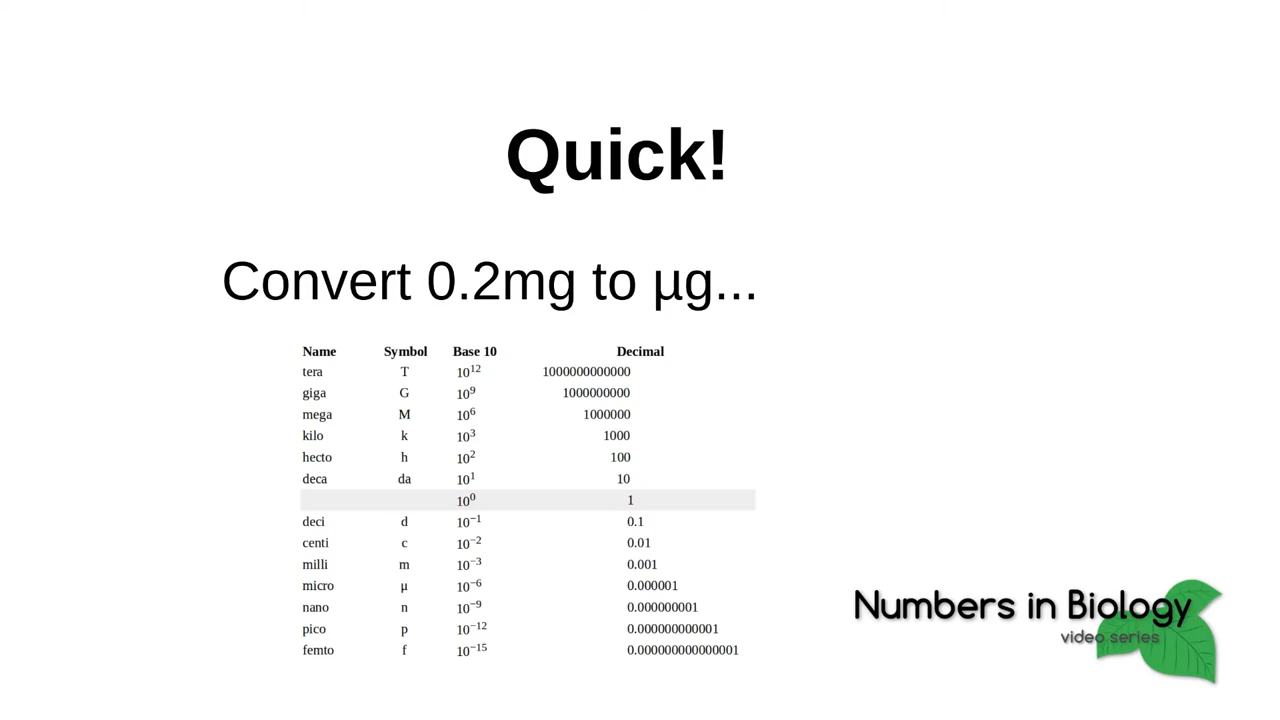 Quick!
Convert 0.2mg to µg...
Name Symbol Base 10 Decimal
tera T 10¹² 1000000000000
giga G 10⁹ 1000000000
mega M 10⁶ 1000000
kilo k 10³ 1000
hecto h 10² 100
deca da 10¹ 10
10⁰ 1
deci d 10⁻¹ 0.1
centi c 10⁻² 0.01
milli m 10⁻³ 0.001
micro μ 10⁻⁶ 0.000001
nano n 10⁻⁹ 0.000000001
pico p 10⁻¹² 0.000000000001
femto f 10⁻¹⁵ 0.000000000000001
Numbers in Biology
video series